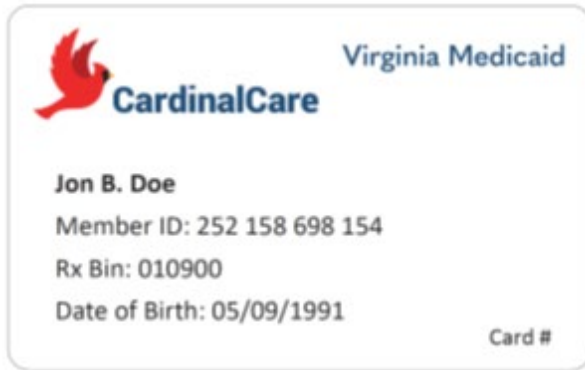 Virginia Medicaid
CardinalCare
Jon B. Doe
Member ID: 252 158 698 154
Rx Bin: 010900
Date of Birth: 05/09/1991
Card #